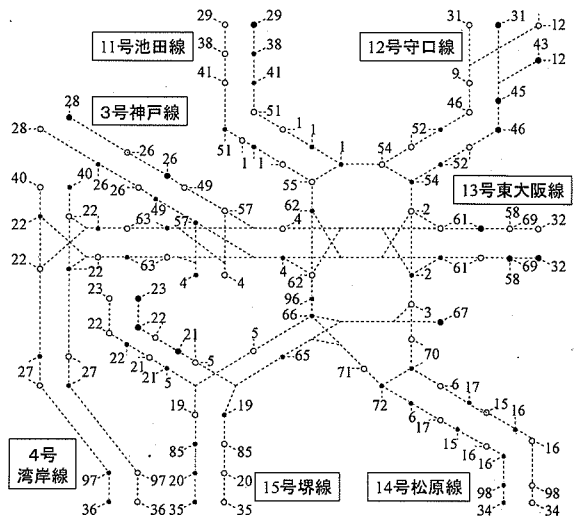 29 29 31 31
12
11号池田線 12号守口線
38 38 43
12
41 41 9 45
3号神戸線
28 51 46 46
28 1 1 1 54 52
26 26 51 1 1 52
40 40 55 54 13号東大阪線
26 26 49 49
22 22 63 57 57 62 4 2 61 58 69 32
22 22 63 4 4 4 62 2 61 58 69 32
23 23 96
22 22 66 3 67
22 21 21 5 5 5 65 70
27 27 71 6 17
19 19 72 6 17 15 16
4号
湾岸線
85 85 15 16 16
97 97 20 20 98 98
15号堺線 14号松原線
36 36 35 35 34 34